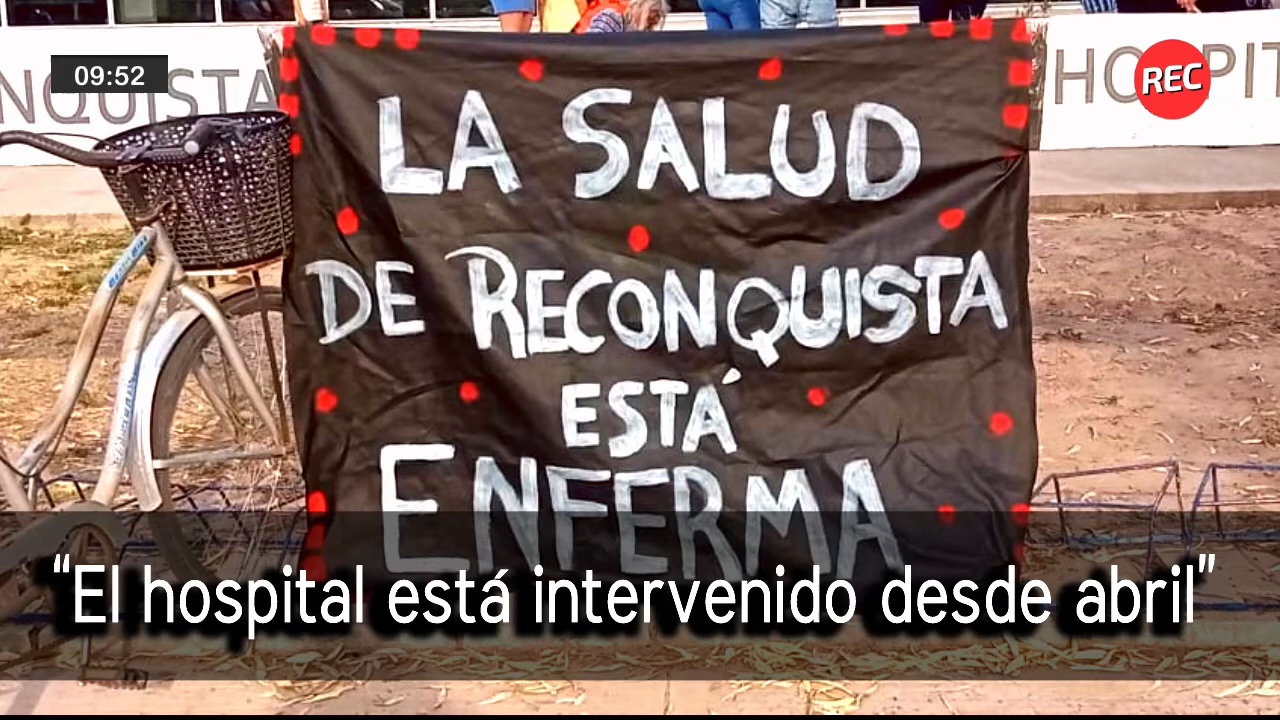 09:52
REC
NQUISTA
HOSPIT
LA SALUD
DE RECONQUISTA
ESTÁ
ENFERMA
“El hospital está intervenido desde abril”